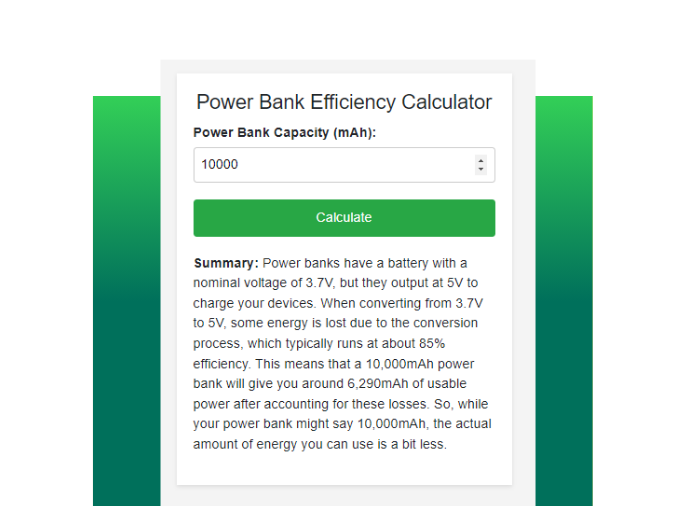 Power Bank Efficiency Calculator
Power Bank Capacity (mAh):
10000
Calculate
Summary: Power banks have a battery with a
nominal voltage of 3.7V, but they output at 5V to
charge your devices. When converting from 3.7V
to 5V, some energy is lost due to the conversion
process, which typically runs at about 85%
efficiency. This means that a 10,000mAh power
bank will give you around 6,290mAh of usable
power after accounting for these losses. So, while
your power bank might say 10,000mAh, the actual
amount of energy you can use is a bit less.